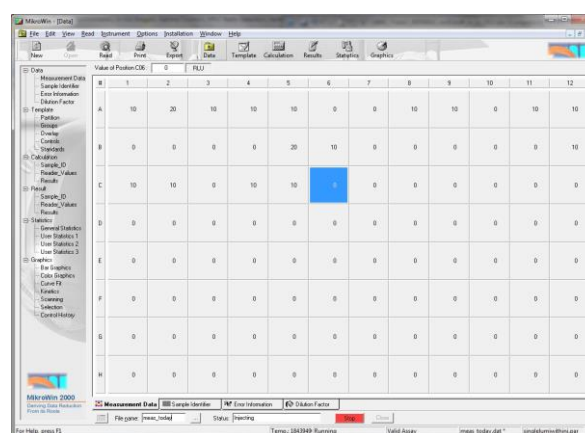 MikroWin - [Data]
File Edit View Read Instrument Options Installation Window Help
New Open Read Print Export Data Template Calculation Results Statistics Graphics
Value of Position C06 0 RLU
Data
Measurement Data
Sample Identifier
Error Information
Dilution Factor
Template
Partition
Groups
Overlay
Controls
Standards
Calculation
Sample_ID
Reader_Values
Results
Result
Sample_ID
Reader_Values
Results
Statistics
General Statistics
User Statistics 1
User Statistics 2
User Statistics 3
Graphics
Bar Graphics
Color Graphics
Curve Fit
Kinetics
Scanning
Selection
Control History
# 1 2 3 4 5 6 7 8 9 10 11 12
A 10 20 10 10 10 0 0 10 10 0 10 10
B 0 0 0 0 20 10 0 0 0 0 0 10
C 10 10 0 10 10 0 0 0 0 0 0 0
D 0 0 0 0 0 0 0 0 0 0 0 0
E 0 0 0 0 0 0 0 0 0 0 0 0
F 0 0 0 0 0 0 0 0 0 0 0 0
G 0 0 0 0 0 0 0 0 0 0 0 0
H 0 0 0 0 0 0 0 0 0 0 0 0
MikroWin 2000
Deriving Data Reduction
From its Roots
Measurement Data Sample Identifier Error Information Dilution Factor
File name: meas_today ... Status: Injecting Stop Close
For Help, press F1 Running Valid Assay meas_today.dat *